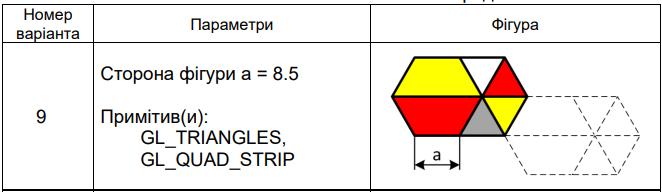 Номер
варіанта
Параметри
Фігура
9
Сторона фігури a = 8.5
Примітив(и):
GL_TRIANGLES,
GL_QUAD_STRIP
a